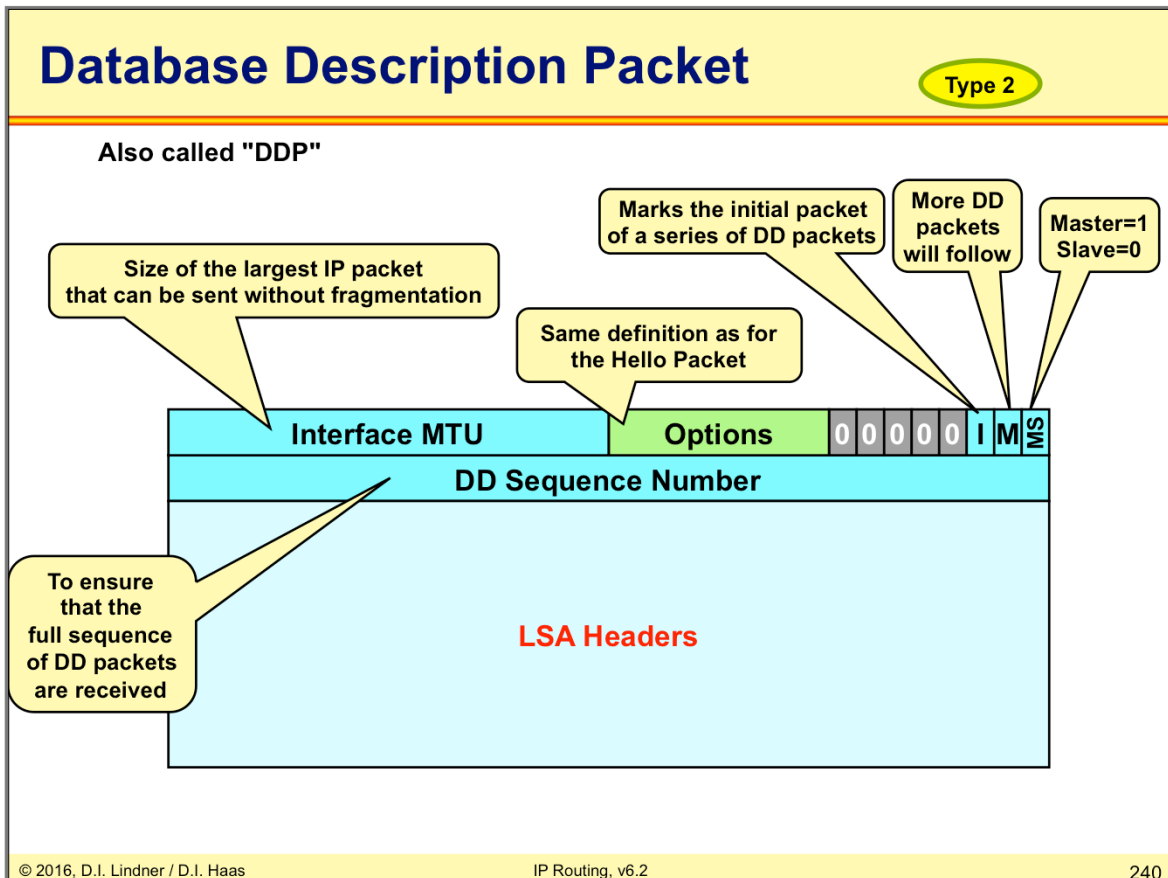 Database Description Packet
Type 2
Also called "DDP"
Marks the initial packet
of a series of DD packets
More DD
packets
will follow
Master=1
Slave=0
Size of the largest IP packet
that can be sent without fragmentation
Same definition as for
the Hello Packet
Interface MTU Options 0 0 0 0 0 I M MS
DD Sequence Number
To ensure
that the
full sequence
of DD packets
are received
LSA Headers
© 2016, D.I. Lindner / D.I. Haas IP Routing, v6.2 240